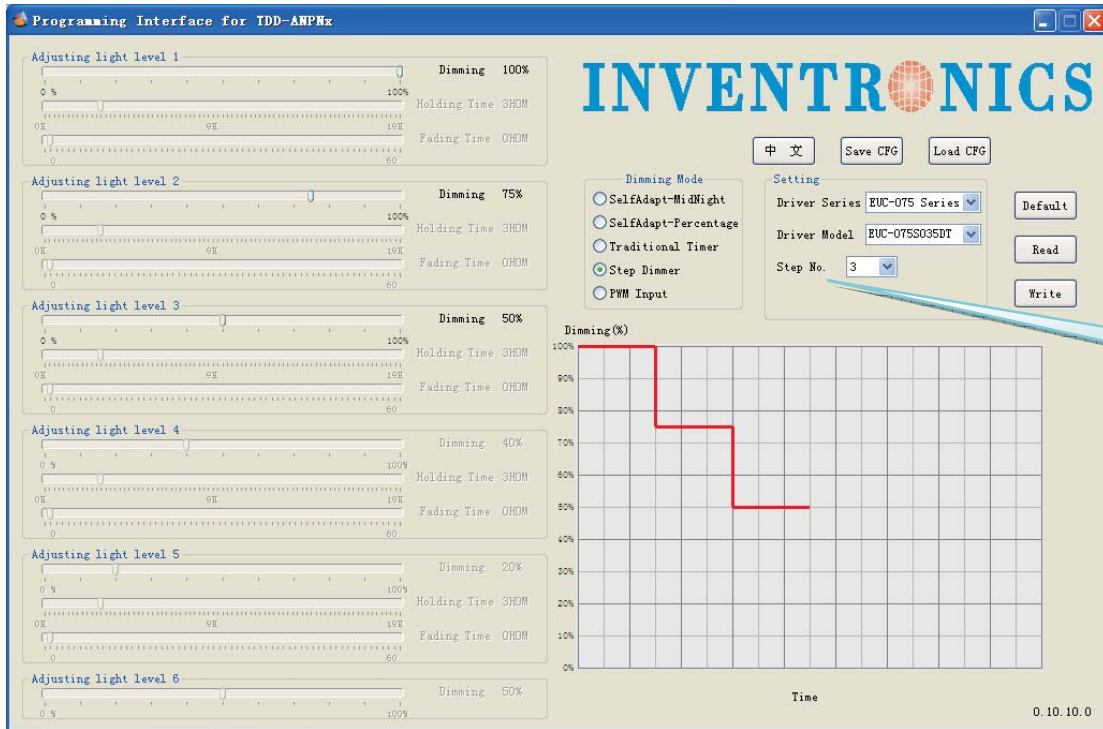 Programming Interface for TDD-ANPNx
Adjusting light level 1
Dimming 100%
0 % 100%
Holding Time 3H0M
0H 9H 19H
Fading Time 0H0M
0 60
Adjusting light level 2
Dimming 75%
0 % 100%
Holding Time 3H0M
0H 9H 19H
Fading Time 0H0M
0 60
Adjusting light level 3
Dimming 50%
0 % 100%
Holding Time 3H0M
0H 9H 19H
Fading Time 0H0M
0 60
Adjusting light level 4
Dimming 40%
0 % 100%
Holding Time 3H0M
0H 9H 19H
Fading Time 0H0M
0 60
Adjusting light level 5
Dimming 20%
0 % 100%
Holding Time 3H0M
0H 9H 19H
Fading Time 0H0M
0 60
Adjusting light level 6
Dimming 50%
0 % 100%
INVENTRONICS
中 文 Save CFG Load CFG
Dimming Mode
SelfAdapt-MidNight
SelfAdapt-Percentage
Traditional Timer
Step Dimmer
PWM Input
Setting
Driver Series EUC-075 Series
Driver Model EUC-075S035DT
Step No. 3
Default
Read
Write
Dimming(%)
100%
90%
80%
70%
60%
50%
40%
30%
20%
10%
0%
Time
0.10.10.0